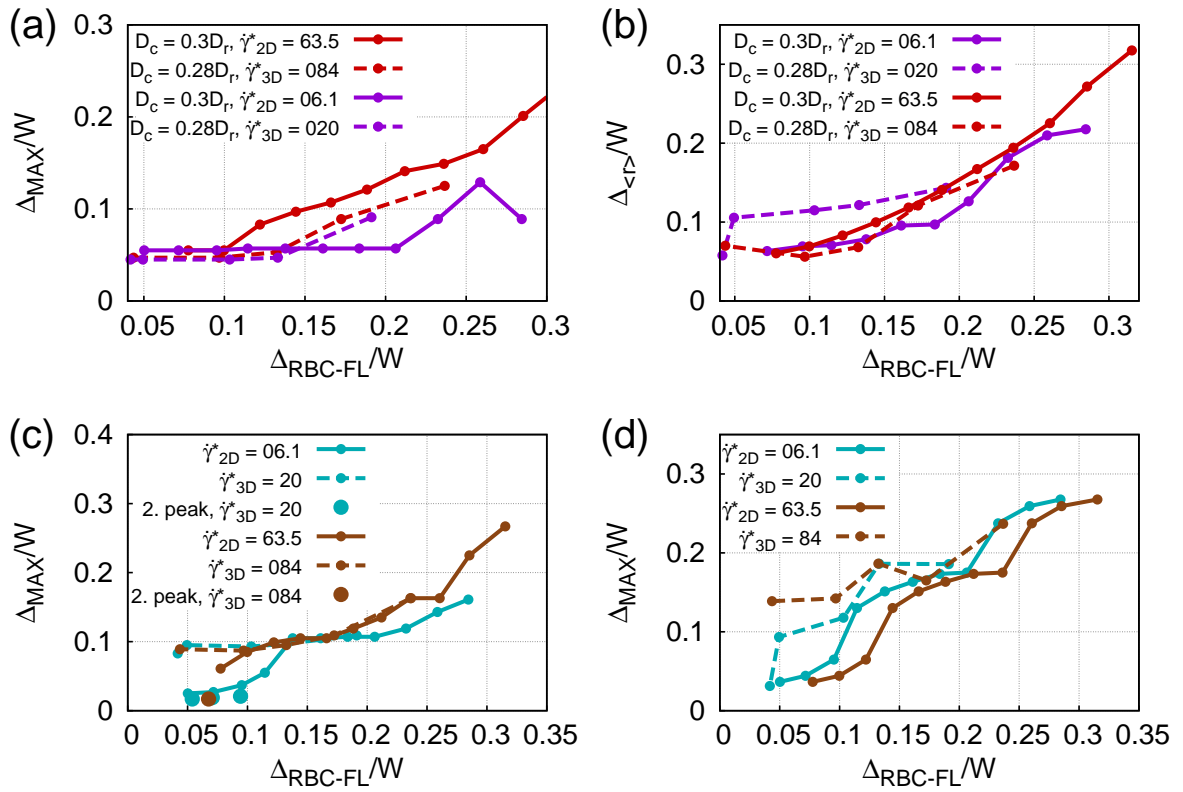 (a)
0.3
0.2
0.1
0
Δ_MAX/W
D_c = 0.3D_r, γ̇*_2D = 63.5
D_c = 0.28D_r, γ̇*_3D = 084
D_c = 0.3D_r, γ̇*_2D = 06.1
D_c = 0.28D_r, γ̇*_3D = 020
0.05 0.1 0.15 0.2 0.25 0.3
Δ_RBC-FL/W
(b)
0.3
0.2
0.1
0
Δ_<r>/W
D_c = 0.3D_r, γ̇*_2D = 06.1
D_c = 0.28D_r, γ̇*_3D = 020
D_c = 0.3D_r, γ̇*_2D = 63.5
D_c = 0.28D_r, γ̇*_3D = 084
0.05 0.1 0.15 0.2 0.25 0.3
Δ_RBC-FL/W
(c)
0.4
0.3
0.2
0.1
0
Δ_MAX/W
γ̇*_2D = 06.1
γ̇*_3D = 20
2. peak, γ̇*_3D = 20
γ̇*_2D = 63.5
γ̇*_3D = 084
2. peak, γ̇*_3D = 084
0 0.05 0.1 0.15 0.2 0.25 0.3 0.35
Δ_RBC-FL/W
(d)
0.3
0.2
0.1
0
Δ_MAX/W
γ̇*_2D = 06.1
γ̇*_3D = 20
γ̇*_2D = 63.5
γ̇*_3D = 84
0 0.05 0.1 0.15 0.2 0.25 0.3 0.35
Δ_RBC-FL/W